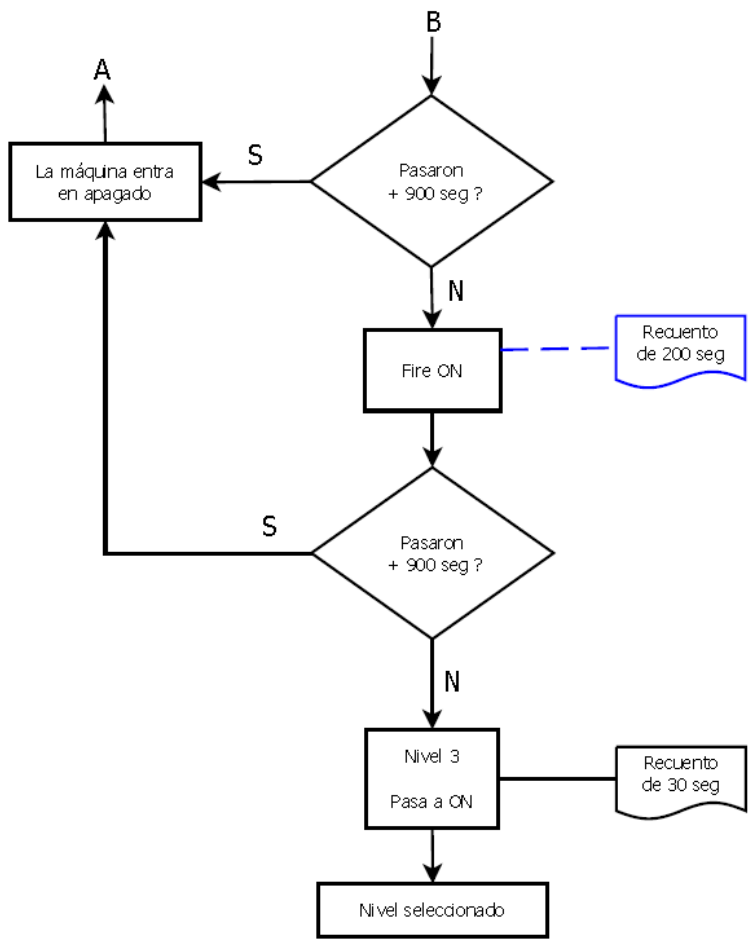 B
A
La máquina entra
en apagado
S
Pasaron
+ 900 seg ?
N
Fire ON
Recuento
de 200 seg
S
Pasaron
+ 900 seg ?
N
Nivel 3
Pasa a ON
Recuento
de 30 seg
Nivel seleccionado